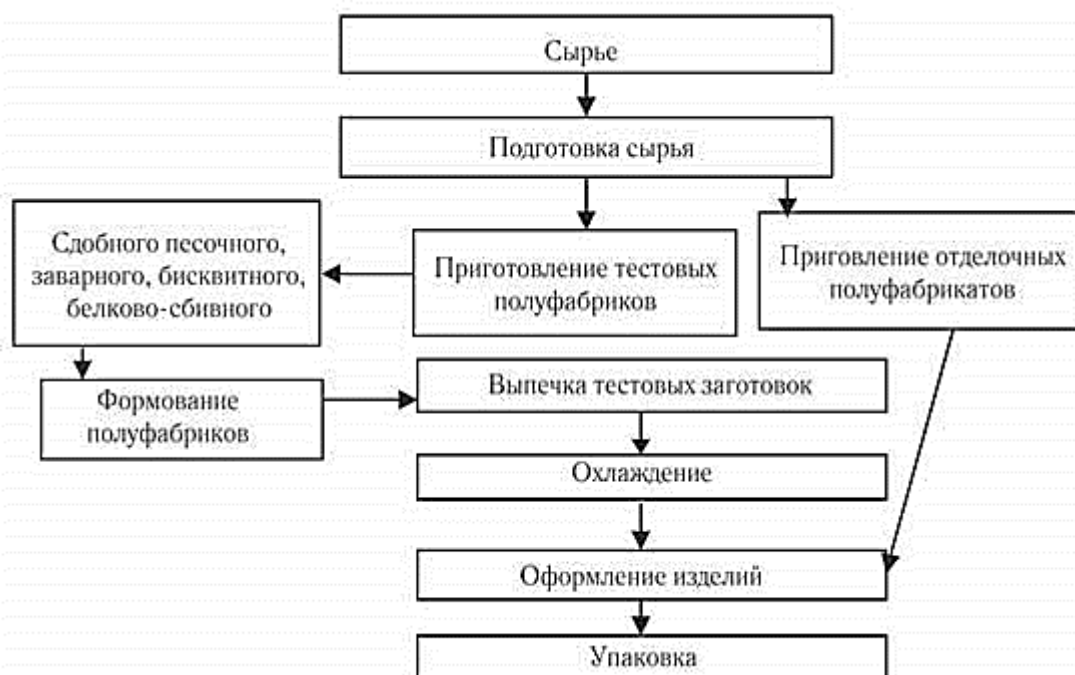 Сырье
Подготовка сырья
Сдобного песочного,
заварного, бисквитного,
белково-сбивного
Приготовление тестовых
полуфабриков
Пригovление отделочных
полуфабрикатов
Формование
полуфабриков
Выпечка тестовых заготовок
Охлаждение
Оформление изделий
Упаковка